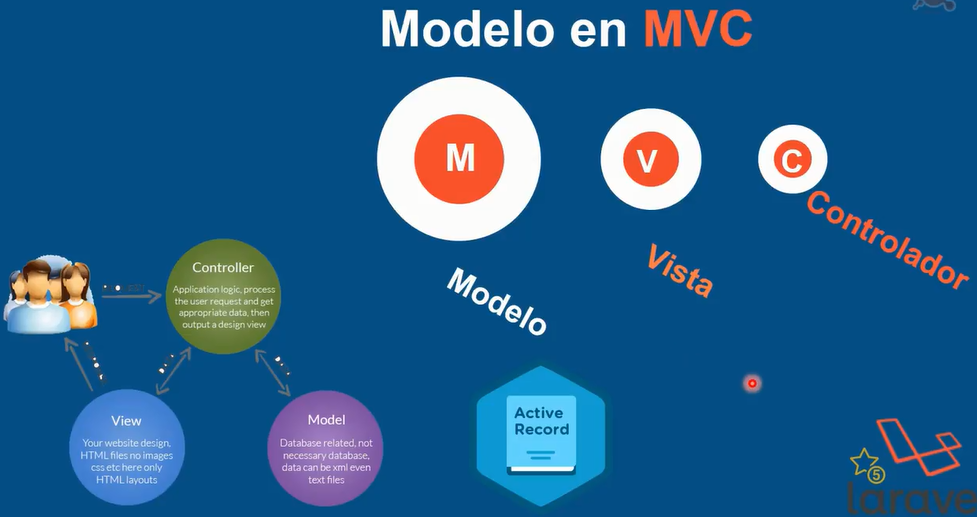 Modelo en MVC
M
V
C
Modelo
Vista
Controlador
Controller
Application logic, process
the user request and get
appropriate data, then
output a design view
View
Your website design,
HTML files no images
css etc here only
HTML layouts
Model
Database related, not
necessary database,
data can be xml even
text files
Active
Record
5
larave